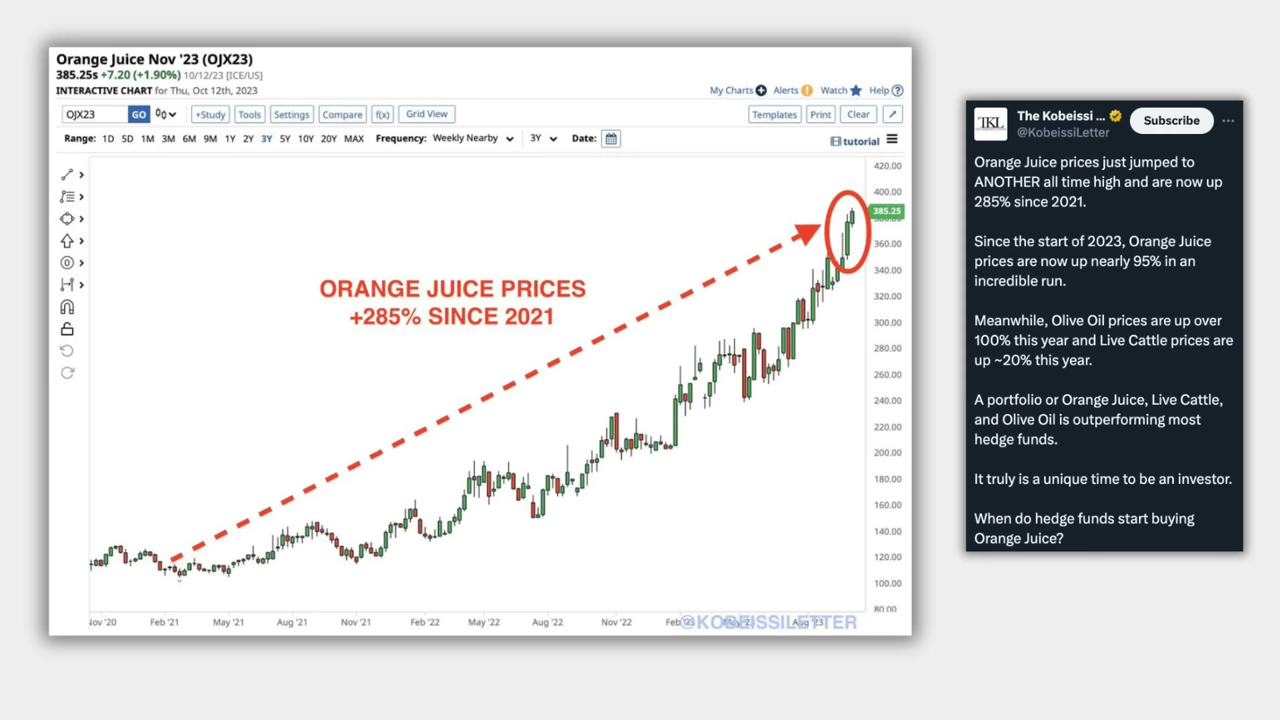 Orange Juice Nov '23 (OJX23)
385.25s +7.20 (+1.90%) 10/12/23 [ICE/US]
INTERACTIVE CHART for Thu, Oct 12th, 2023
My Charts Alerts Watch Help
OJX23 GO +Study Tools Settings Compare f(x) Grid View Templates Print Clear
Range: 1D 5D 1M 3M 6M 9M 1Y 2Y 3Y 5Y 10Y 20Y MAX Frequency: Weekly Nearby 3Y Date:
tutorial
420.00
400.00
385.25
360.00
340.00
320.00
300.00
280.00
260.00
240.00
220.00
200.00
180.00
160.00
140.00
120.00
100.00
80.00
ORANGE JUICE PRICES
+285% SINCE 2021
Nov '20 Feb '21 May '21 Aug '21 Nov '21 Feb '22 May '22 Aug '22 Nov '22 Feb '23 May '23 Aug '23
@KOBEISSILETTER
TKL
The Kobeissi ... Subscribe ...
@KobeissiLetter
Orange Juice prices just jumped to
ANOTHER all time high and are now up
285% since 2021.
Since the start of 2023, Orange Juice
prices are now up nearly 95% in an
incredible run.
Meanwhile, Olive Oil prices are up over
100% this year and Live Cattle prices are
up ~20% this year.
A portfolio or Orange Juice, Live Cattle,
and Olive Oil is outperforming most
hedge funds.
It truly is a unique time to be an investor.
When do hedge funds start buying
Orange Juice?